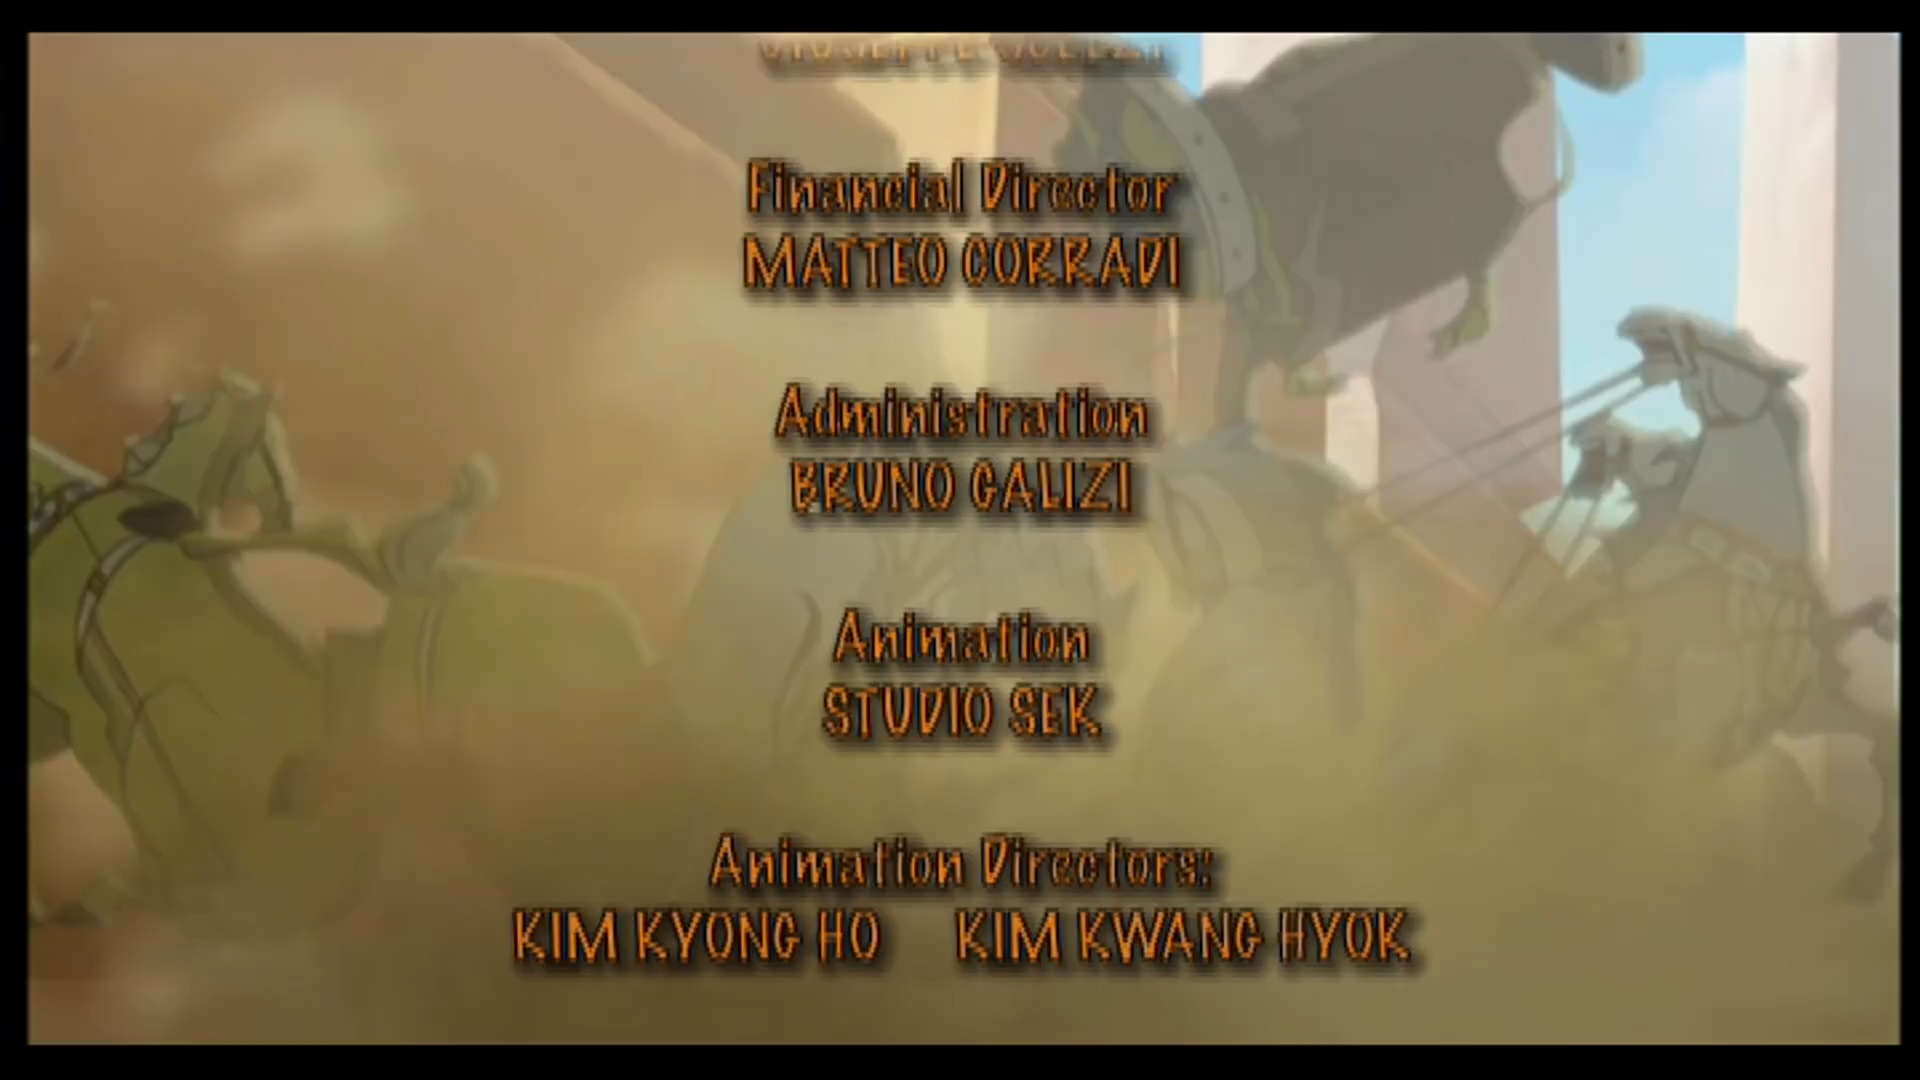 Financial Director
MATTEO CORRADI
Administration
BRUNO GALIZI
Animation
STUDIO SEK
Animation Directors:
KIM KYONG HO KIM KWANG HYOK